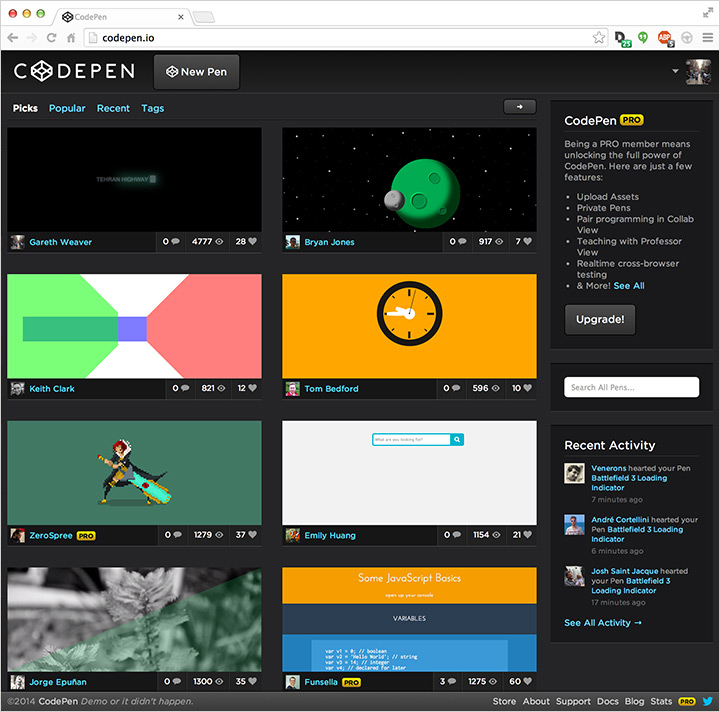 CodePen
codepen.io
25
3
CODEPEN
New Pen
Picks Popular Recent Tags
TEHRAN HIGHWAY
Gareth Weaver 0 4777 28
Bryan Jones 0 917 7
Keith Clark 0 821 12
Tom Bedford 0 596 10
What are you looking for?
ZeroSpree PRO 0 1279 37
Emily Huang 0 1154 21
Some JavaScript Basics
open up your console
VARIABLES
var v1 = 0; // boolean
var v2 = 'Hello World'; // string
var v3 = 14; // integer
var v4; // declared for later
Jorge Epuñan 0 1300 35
Funsella PRO 3 1275 60
CodePen PRO
Being a PRO member means
unlocking the full power of
CodePen. Here are just a few
features:
• Upload Assets
• Private Pens
• Pair programming in Collab
View
• Teaching with Professor
View
• Realtime cross-browser
testing
• & More! See All
Upgrade!
Search All Pens...
Recent Activity
Venerons hearted your Pen
Battlefield 3 Loading
Indicator
7 minutes ago
André Cortellini hearted
your Pen Battlefield 3
Loading Indicator
6 minutes ago
Josh Saint Jacque hearted
your Pen Battlefield 3
Loading Indicator
17 minutes ago
See All Activity →
©2014 CodePen Demo or it didn't happen.
Store About Support Docs Blog Stats PRO